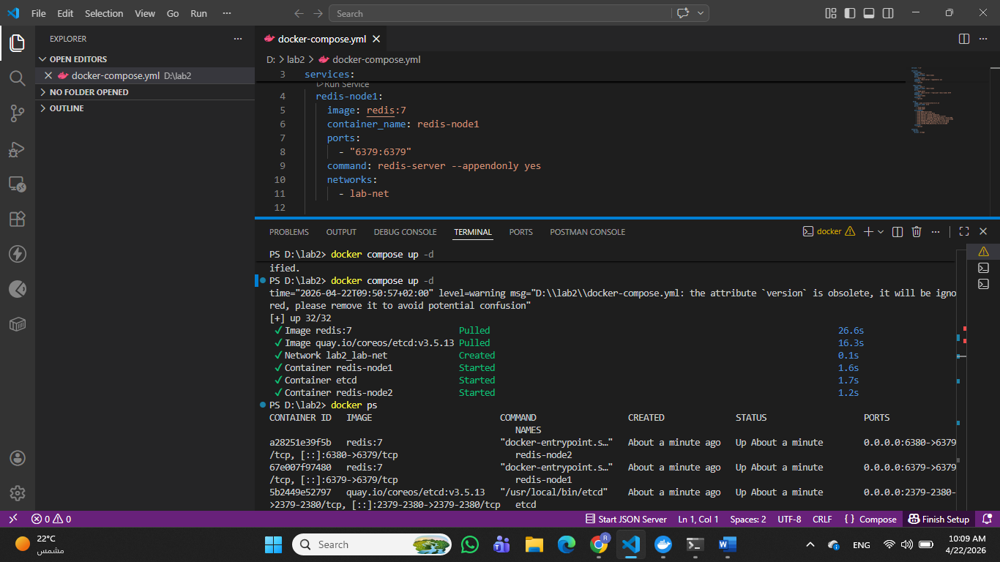 File Edit Selection View Go Run ···
Search
EXPLORER ···
OPEN EDITORS
docker-compose.yml D:\lab2
NO FOLDER OPENED
OUTLINE
docker-compose.yml
D: > lab2 > docker-compose.yml
3 services:
Run Service
4 redis-node1:
5 image: redis:7
6 container_name: redis-node1
7 ports:
8 - "6379:6379"
9 command: redis-server --appendonly yes
10 networks:
11 - lab-net
12
PROBLEMS OUTPUT DEBUG CONSOLE TERMINAL PORTS POSTMAN CONSOLE
docker
PS D:\lab2> docker compose up -d
ified.
PS D:\lab2> docker compose up -d
time="2026-04-22T09:50:57+02:00" level=warning msg="D:\\lab2\\docker-compose.yml: the attribute `version` is obsolete, it will be igno
red, please remove it to avoid potential confusion"
[+] up 32/32
✔ Image redis:7 Pulled 26.6s
✔ Image quay.io/coreos/etcd:v3.5.13 Pulled 16.3s
✔ Network lab2_lab-net Created 0.1s
✔ Container redis-node1 Started 1.6s
✔ Container etcd Started 1.7s
✔ Container redis-node2 Started 1.2s
PS D:\lab2> docker ps
CONTAINER ID IMAGE COMMAND CREATED STATUS PORTS
NAMES
a28251e39f5b redis:7 "docker-entrypoint.s…" About a minute ago Up About a minute 0.0.0.0:6380->6379
/tcp, [::]:6380->6379/tcp redis-node2
67e007f97480 redis:7 "docker-entrypoint.s…" About a minute ago Up About a minute 0.0.0.0:6379->6379
/tcp, [::]:6379->6379/tcp redis-node1
5b2449e52797 quay.io/coreos/etcd:v3.5.13 "/usr/local/bin/etcd" About a minute ago Up About a minute 0.0.0.0:2379-2380-
>2379-2380/tcp, [::]:2379-2380->2379-2380/tcp etcd
0 0 Start JSON Server Ln 1, Col 1 Spaces: 2 UTF-8 CRLF {} Compose Finish Setup
22°C
مشمس
Search
ENG
10:09 AM
4/22/2026